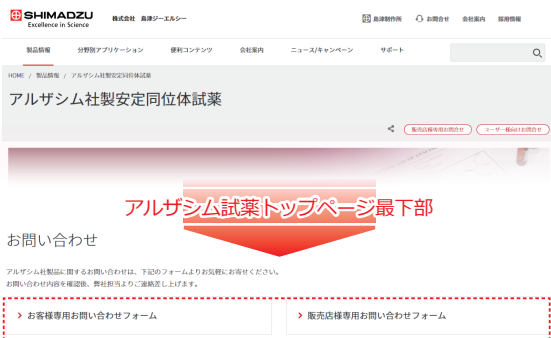 SHIMADZU
Excellence in Science
株式会社 島津ジーエルシー
島津製作所 お問合せ 会社案内 採用情報
製品情報 分野別アプリケーション 便利コンテンツ 会社案内 ニュース/キャンペーン サポート
HOME / 製品情報 / アルザシム社製安定同位体試薬
アルザシム社製安定同位体試薬
販売店様専用お問合せ ユーザー様向けお問合せ
アルザシム試薬トップページ最下部
お問い合わせ
アルザシム社製品に関するお問い合わせは、下記のフォームよりお気軽にお寄せください。
お問い合わせ内容を確認後、弊社担当よりご連絡差し上げます。
お客様専用お問い合わせフォーム 販売店様専用お問い合わせフォーム